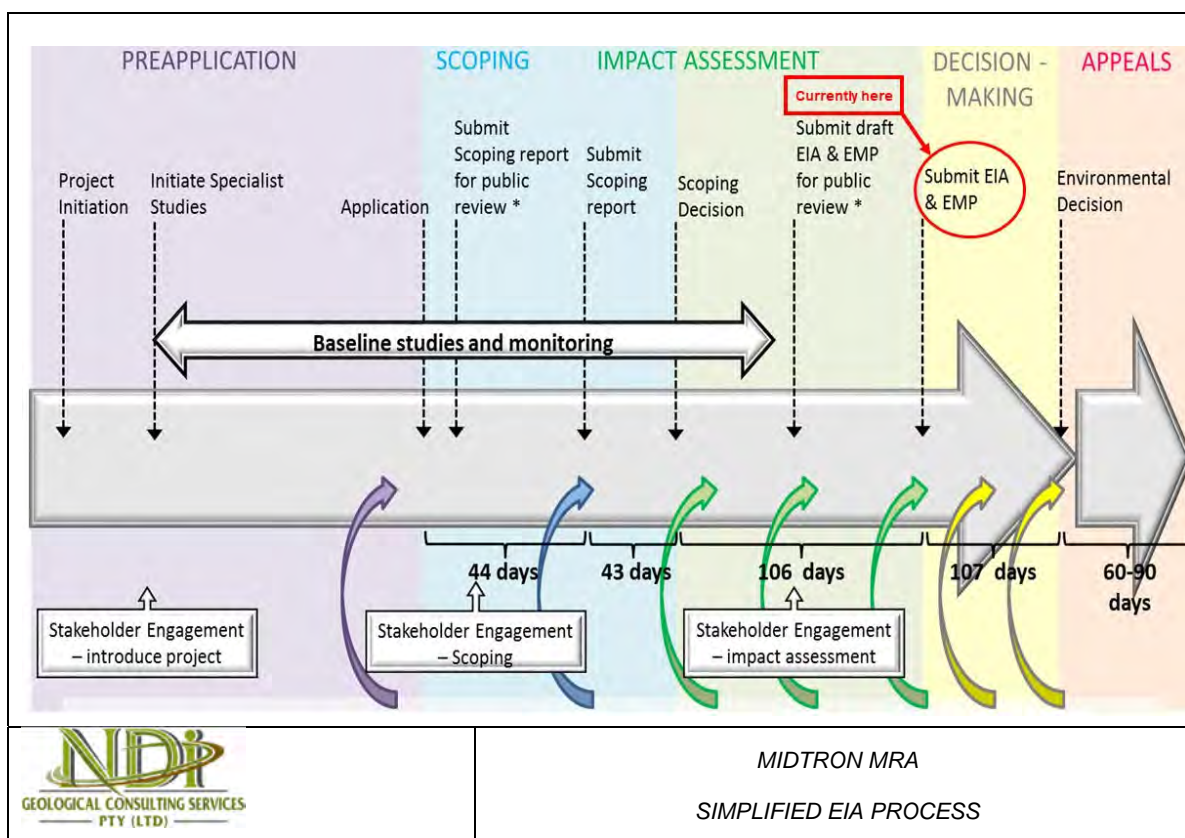 PREAPPLICATION
SCOPING
IMPACT ASSESSMENT
DECISION -
MAKING
APPEALS
Currently here
Project
Initiation
Initiate Specialist
Studies
Application
Submit
Scoping report
for public
review *
Submit
Scoping
report
Scoping
Decision
Submit draft
EIA & EMP
for public
review *
Submit EIA
& EMP
Environmental
Decision
Baseline studies and monitoring
44 days
43 days
106 days
107 days
60-90
days
Stakeholder Engagement
– introduce project
Stakeholder Engagement
– Scoping
Stakeholder Engagement
– impact assessment
NDi
GEOLOGICAL CONSULTING SERVICES
PTY (LTD)
MIDTRON MRA
SIMPLIFIED EIA PROCESS